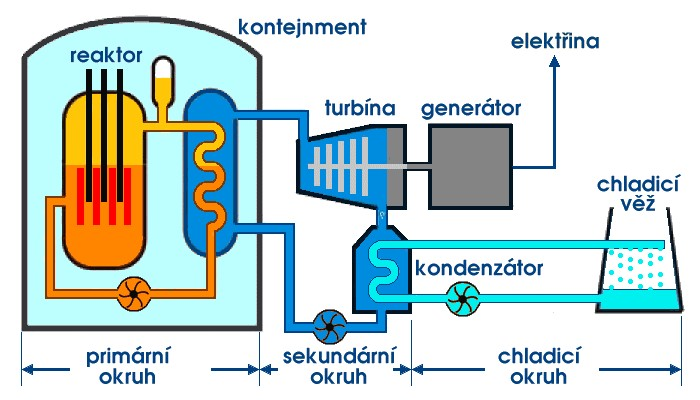 kontejnment
elektřina
reaktor
turbína
generátor
chladicí
věž
kondenzátor
primární
okruh
sekundární
okruh
chladicí
okruh